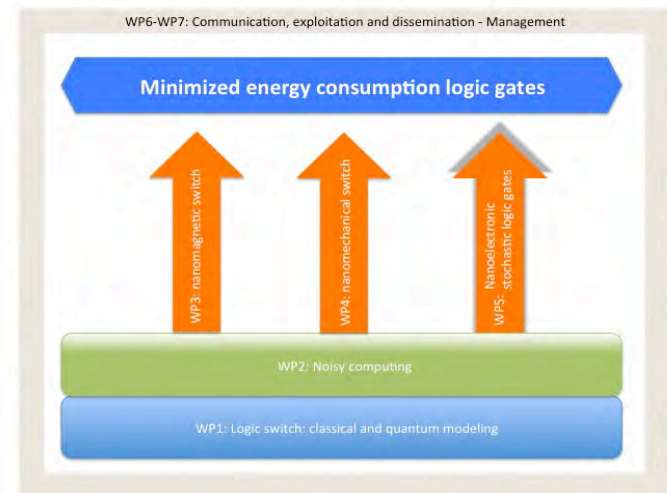 WP6-WP7: Communication, exploitation and dissemination - Management
Minimized energy consumption logic gates
WP3: nanomagnetic switch
WP4: nanomechanical switch
WP5: Nanoelectronic
stochastic logic gates
WP2: Noisy computing
WP1: Logic switch: classical and quantum modeling